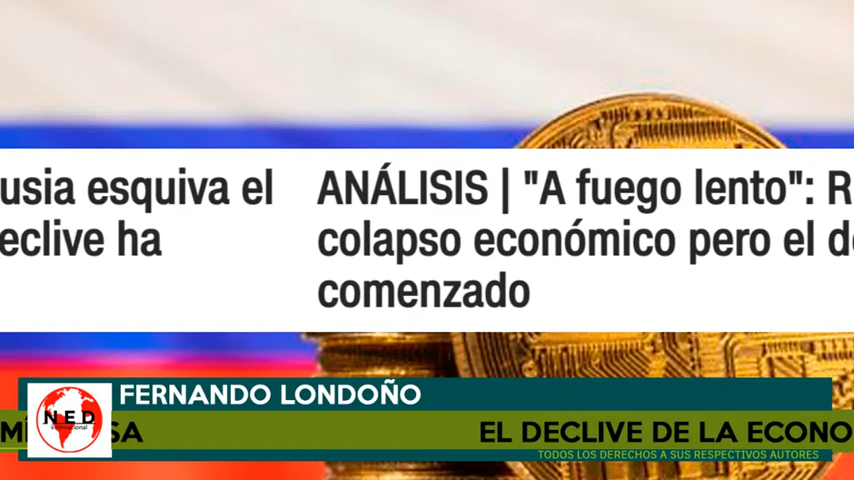 usia esquiva el
eclive ha
ANÁLISIS | "A fuego lento": R
colapso económico pero el de
comenzado
FERNANDO LONDOÑO
NED
internacional
EL DECLIVE DE LA ECONO
TODOS LOS DERECHOS A SUS RESPECTIVOS AUTORES